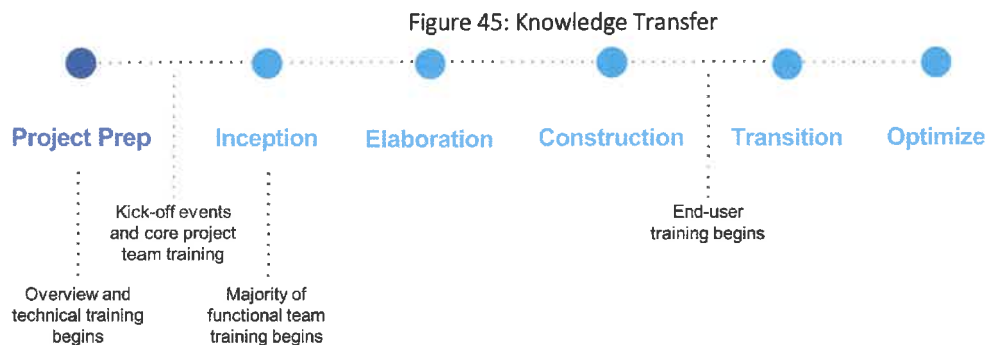 Figure 45: Knowledge Transfer
Project Prep
Inception
Elaboration
Construction
Transition
Optimize
Kick-off events
and core project
team training
End-user
training begins
Overview and
technical training
begins
Majority of
functional team
training begins